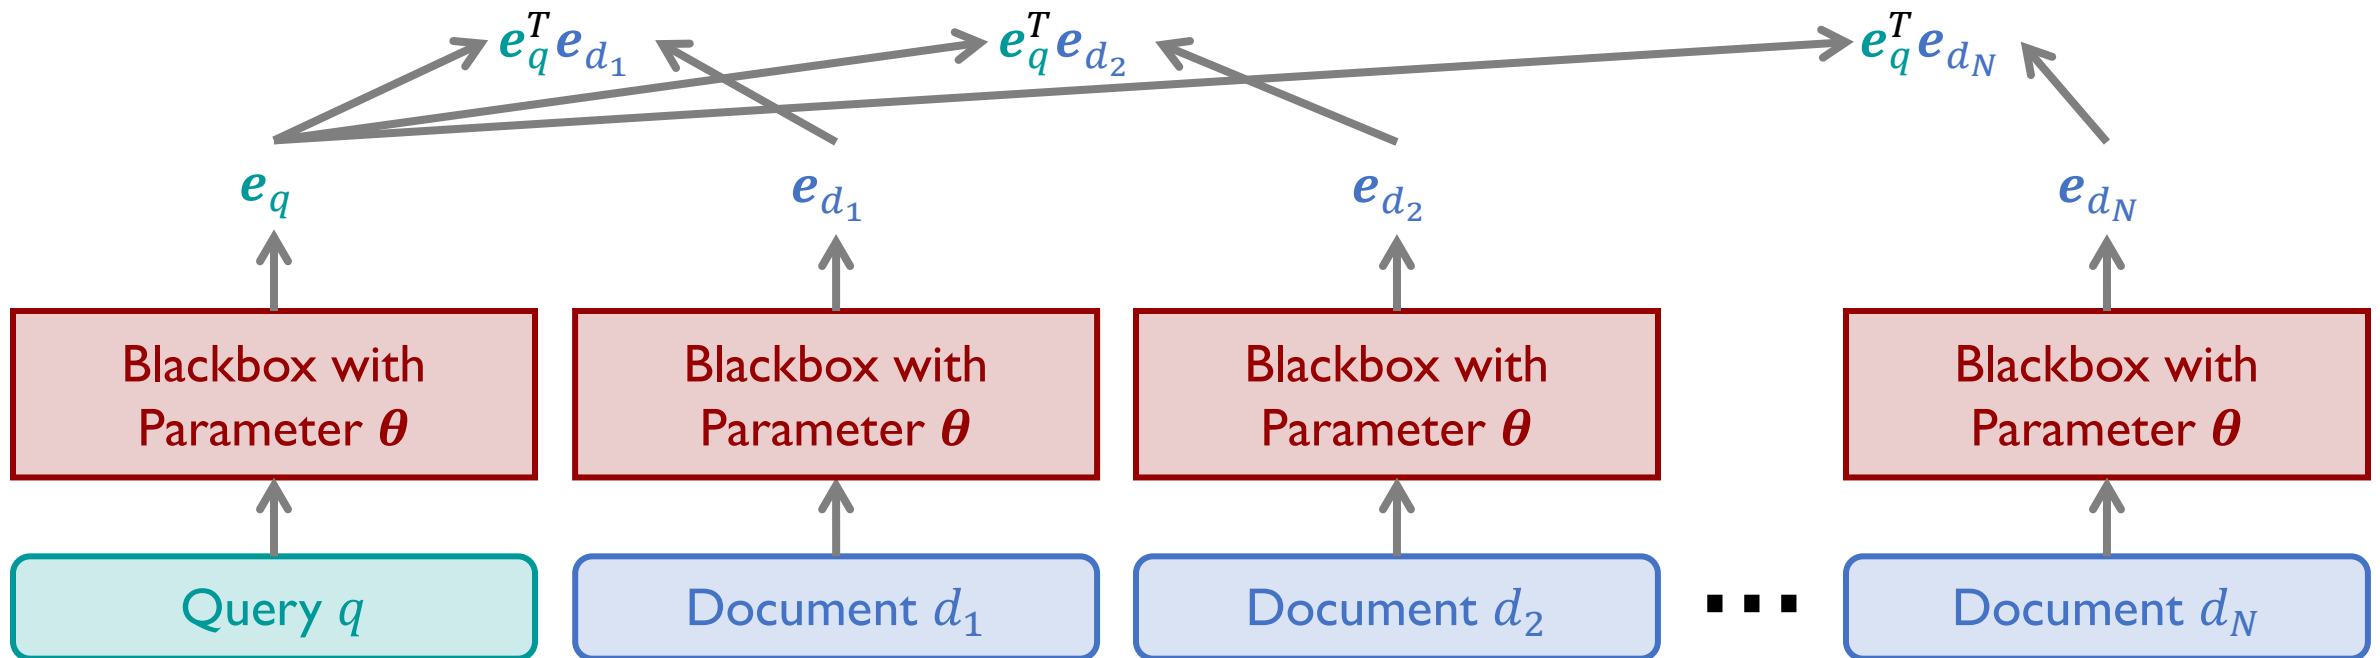 𝒆_q^T 𝒆_{d_1} 𝒆_q^T 𝒆_{d_2} 𝒆_q^T 𝒆_{d_N}
𝒆_q 𝒆_{d_1} 𝒆_{d_2} 𝒆_{d_N}
Blackbox with
Parameter 𝜽
Blackbox with
Parameter 𝜽
Blackbox with
Parameter 𝜽
Blackbox with
Parameter 𝜽
Query q
Document d_1
Document d_2
...
Document d_N